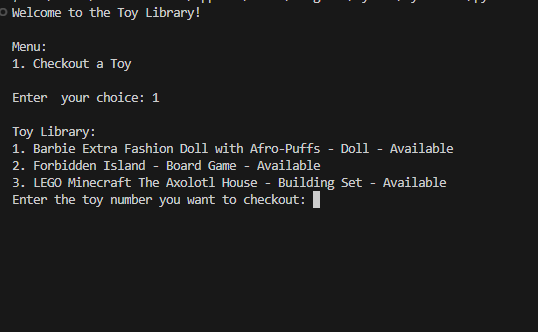 Welcome to the Toy Library!
Menu:
1. Checkout a Toy
Enter  your choice: 1
Toy Library:
1. Barbie Extra Fashion Doll with Afro-Puffs - Doll - Available
2. Forbidden Island - Board Game - Available
3. LEGO Minecraft The Axolotl House - Building Set - Available
Enter the toy number you want to checkout: